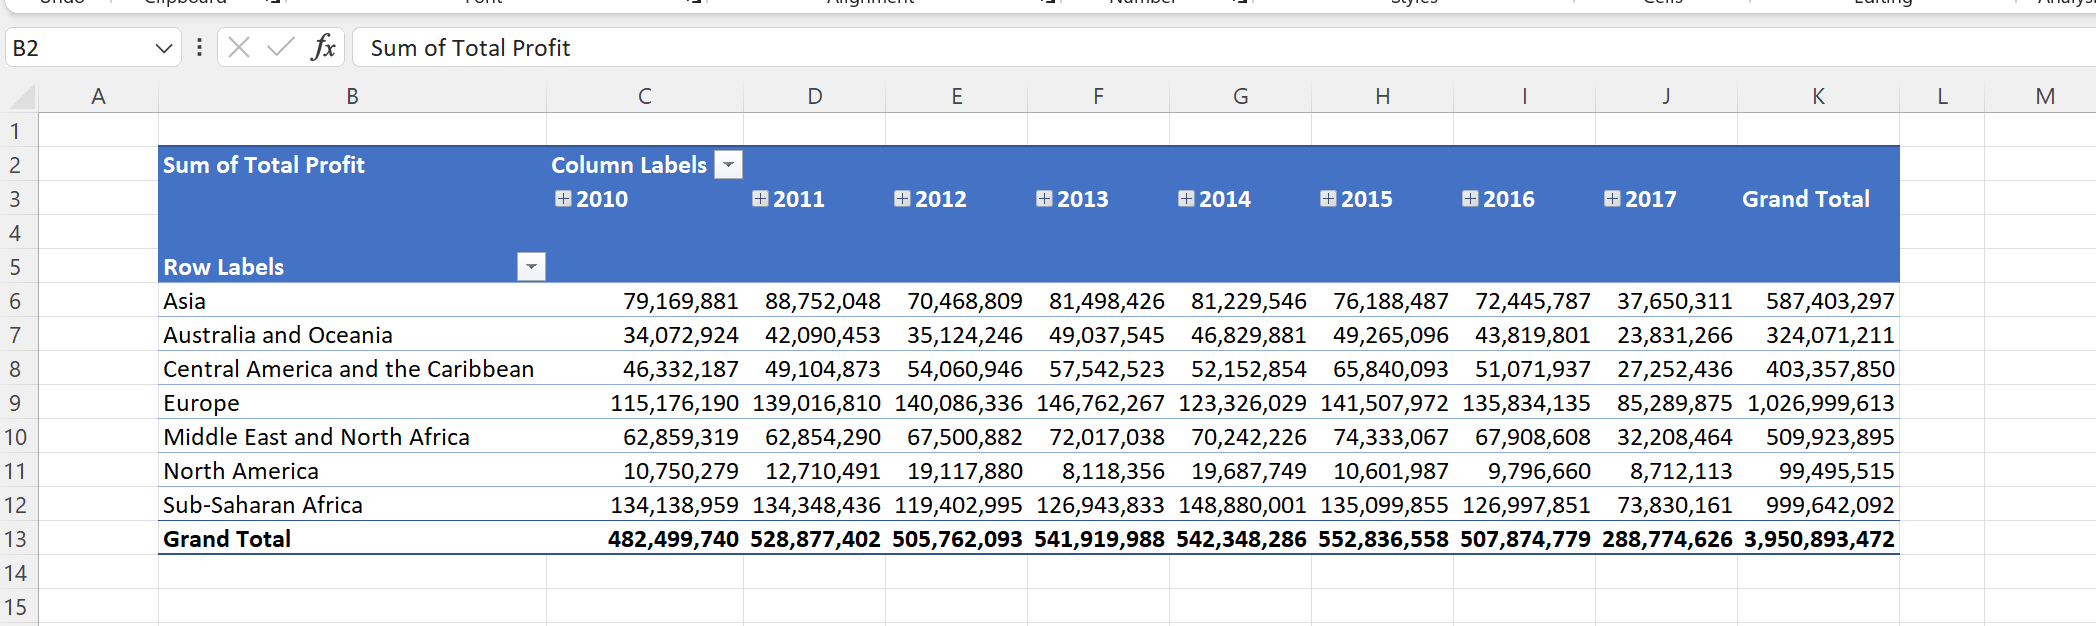 Undo Clipboard Font Alignment Number Styles Cells Editing
B2 fx Sum of Total Profit
A B C D E F G H I J K L M
1
2 Sum of Total Profit Column Labels
3 2010 2011 2012 2013 2014 2015 2016 2017 Grand Total
4
5 Row Labels
6 Asia 79,169,881 88,752,048 70,468,809 81,498,426 81,229,546 76,188,487 72,445,787 37,650,311 587,403,297
7 Australia and Oceania 34,072,924 42,090,453 35,124,246 49,037,545 46,829,881 49,265,096 43,819,801 23,831,266 324,071,211
8 Central America and the Caribbean 46,332,187 49,104,873 54,060,946 57,542,523 52,152,854 65,840,093 51,071,937 27,252,436 403,357,850
9 Europe 115,176,190 139,016,810 140,086,336 146,762,267 123,326,029 141,507,972 135,834,135 85,289,875 1,026,999,613
10 Middle East and North Africa 62,859,319 62,854,290 67,500,882 72,017,038 70,242,226 74,333,067 67,908,608 32,208,464 509,923,895
11 North America 10,750,279 12,710,491 19,117,880 8,118,356 19,687,749 10,601,987 9,796,660 8,712,113 99,495,515
12 Sub-Saharan Africa 134,138,959 134,348,436 119,402,995 126,943,833 148,880,001 135,099,855 126,997,851 73,830,161 999,642,092
13 Grand Total 482,499,740 528,877,402 505,762,093 541,919,988 542,348,286 552,836,558 507,874,779 288,774,626 3,950,893,472
14
15